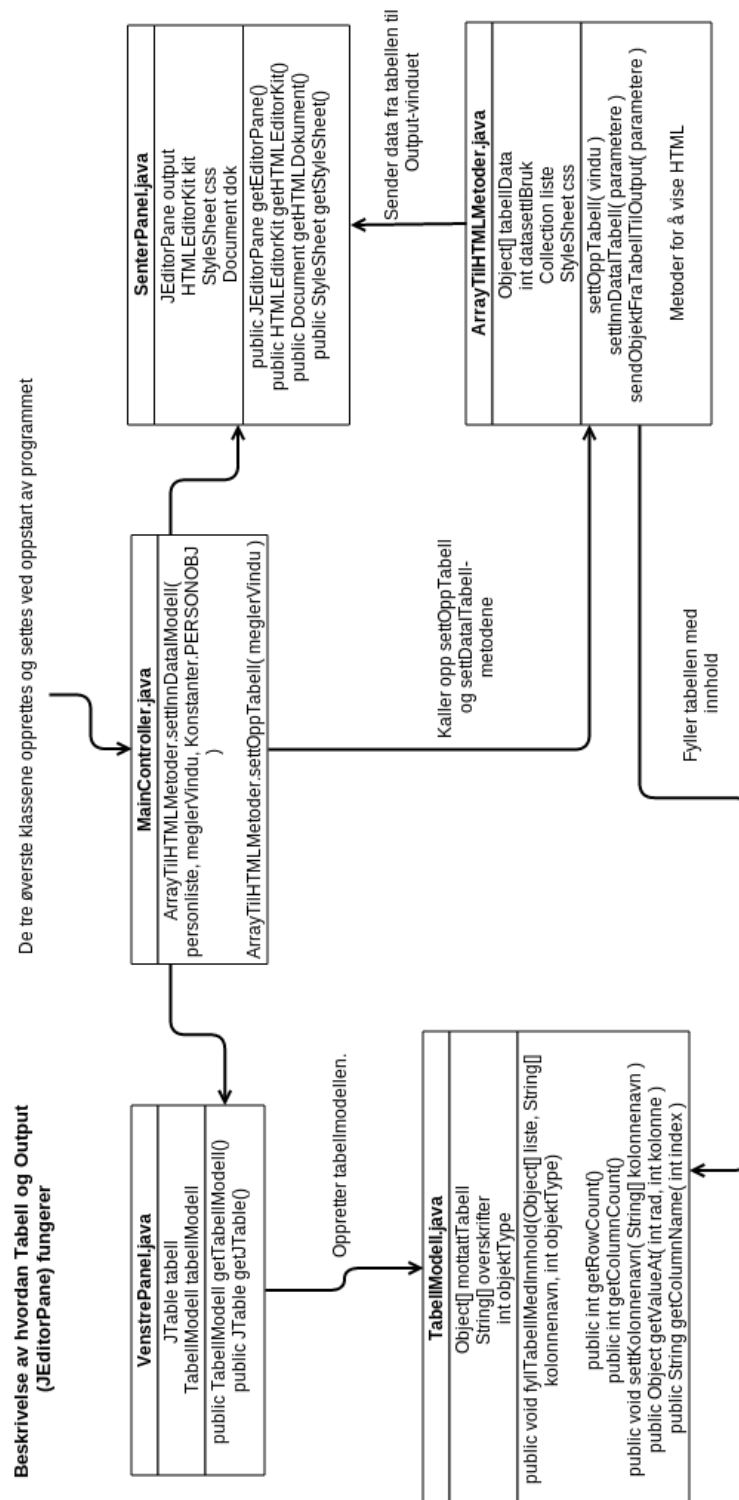 Beskrivelse av hvordan Tabell og Output
(JEditorPane) fungerer
De tre øverste klassene opprettes og settes ved oppstart av programmet
VenstrePanel.java
JTable tabell
TabellModell tabellModell
public TabellModell getTabellModell()
public JTable getJTable()
MainController.java
ArrayTilHTMLMetoder.settInnDataIModell(
personliste, meglerVindu, Konstanter.PERSONOBJ
)
ArrayTilHTMLMetoder.settOppTabell( meglerVindu )
SenterPanel.java
JEditorPane output
HTMLEditorKit kit
StyleSheet css
Document dok
public JEditorPane getEditorPane()
public HTMLEditorKit getHTMLEditorKit()
public Document getHTMLDokument()
public StyleSheet getStyleSheet()
Oppretter tabellmodellen.
Kaller opp settOppTabell
og settDataITabell-
metodene
Sender data fra tabellen til
Output-vinduet
TabellModell.java
Object[] mottattTabell
String[] overskrifter
int objektType
public void fyllTabellMedInnhold(Object[] liste, String[]
kolonnenavn, int objektType)
public int getRowCount()
public int getColumnCount()
public void settKolonnenavn( String[] kolonnenavn )
public Object getValueAt( int rad, int kolonne )
public String getColumnName( int index )
ArrayTilHTMLMetoder.java
Object[] tabellData
int datasettIBruk
Collection liste
StyleSheet css
settOppTabell( vindu )
settInnDataITabell( parametere )
sendObjektFraTabellTilOutput( parametere )
Metoder for å vise HTML
Fyller tabellen med
innhold